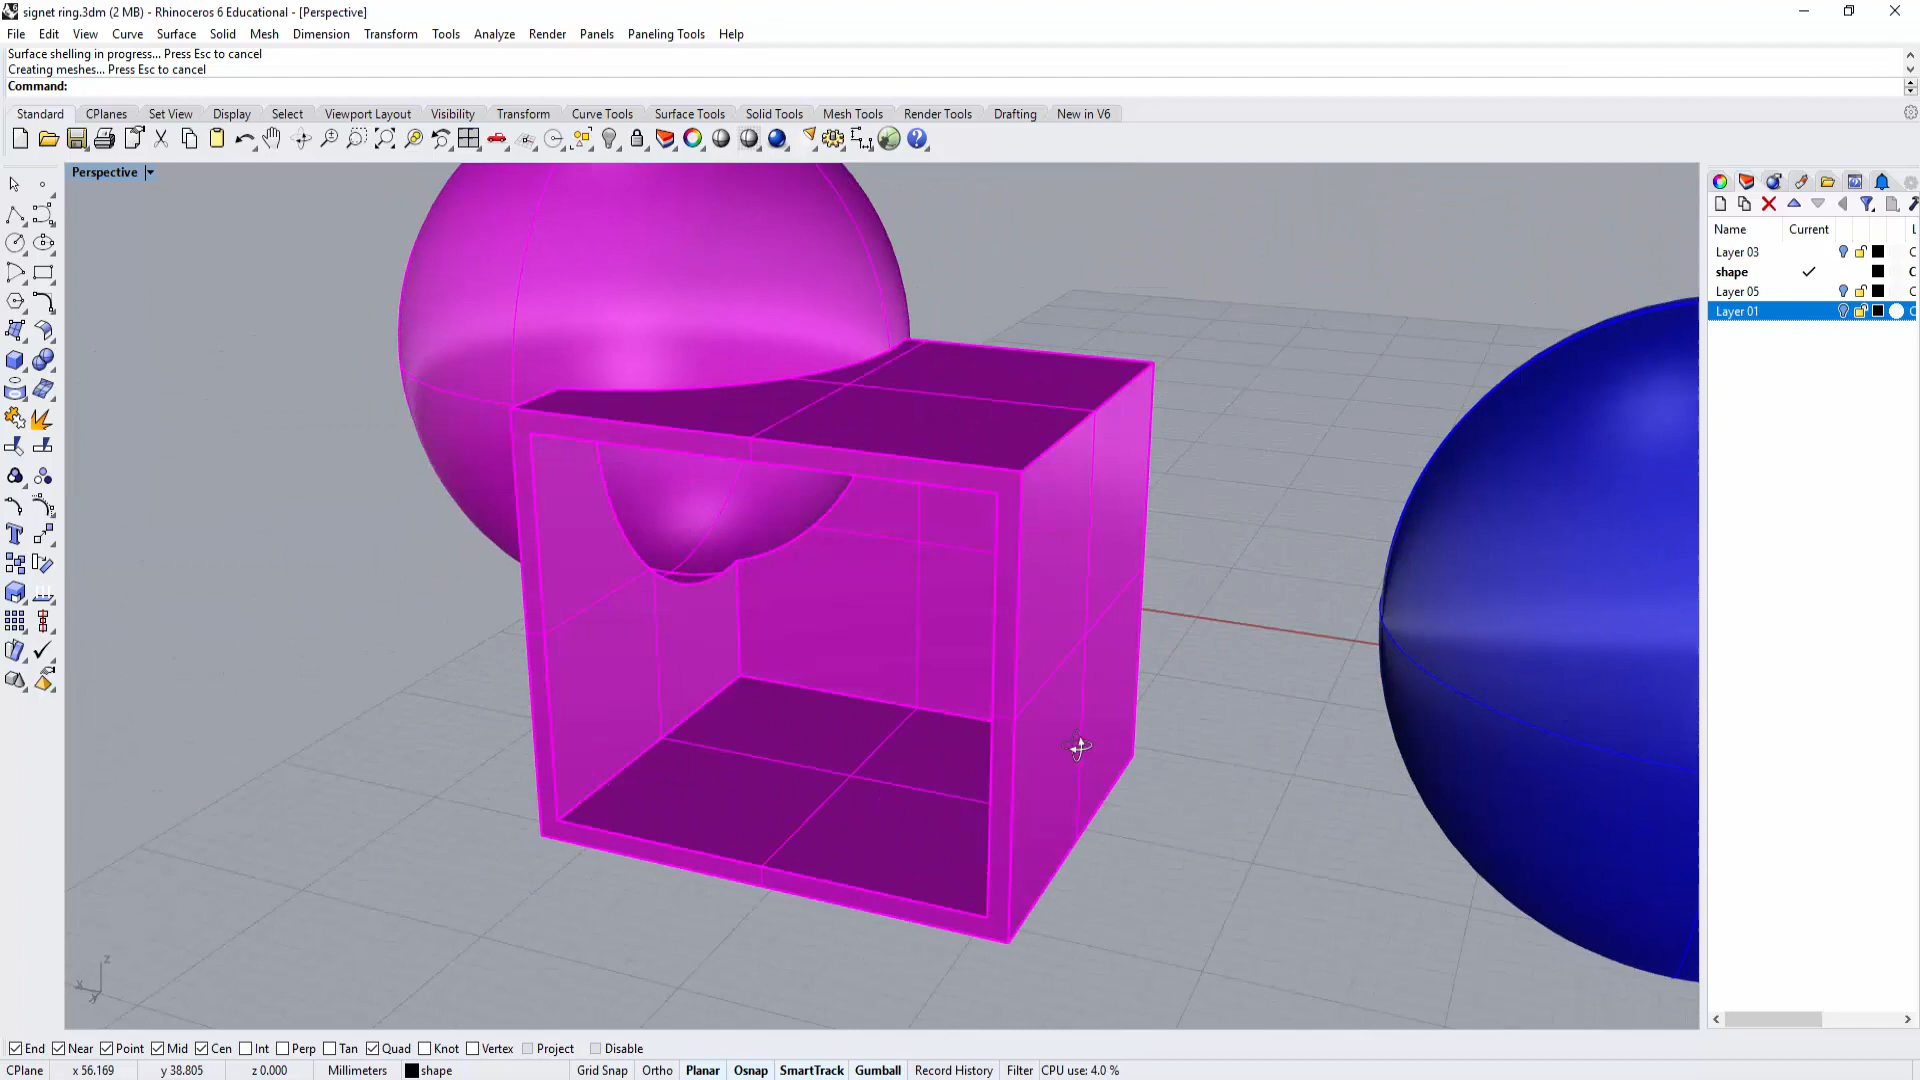 signet ring.3dm (2 MB) - Rhinoceros 6 Educational - [Perspective]
File Edit View Curve Surface Solid Mesh Dimension Transform Tools Analyze Render Panels Paneling Tools Help
Surface shelling in progress... Press Esc to cancel
Creating meshes... Press Esc to cancel
Command:
Standard CPlanes Set View Display Select Viewport Layout Visibility Transform Curve Tools Surface Tools Solid Tools Mesh Tools Render Tools Drafting New in V6
Perspective
Name Current L
Layer 03 C
shape C
Layer 05 C
Layer 01 C
z
x
y
End Near Point Mid Cen Int Perp Tan Quad Knot Vertex Project Disable
CPlane x 56.169 y 38.805 z 0.000 Millimeters shape Grid Snap Ortho Planar Osnap SmartTrack Gumball Record History Filter CPU use: 4.0 %